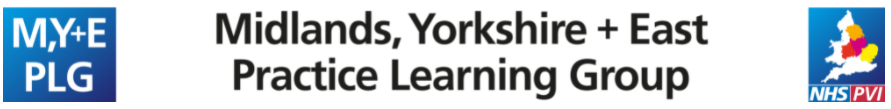 M,Y+E
PLG
Midlands, Yorkshire + East
Practice Learning Group
NHS PVI